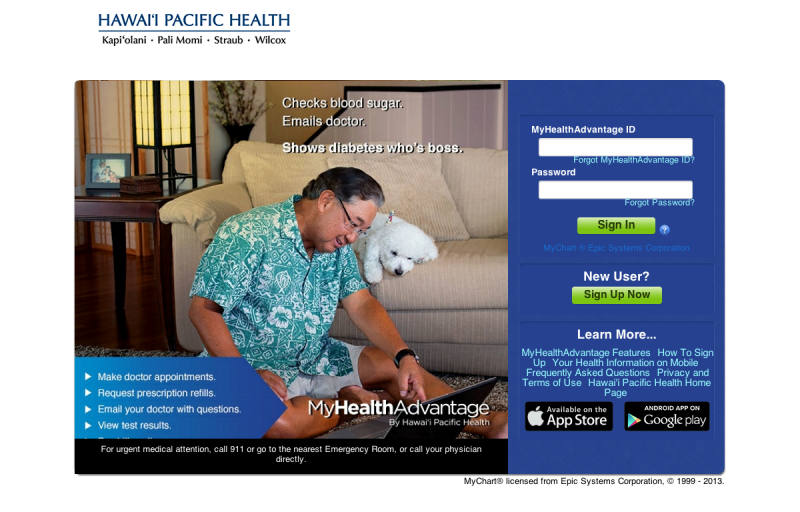 HAWAI'I PACIFIC HEALTH
Kapi'olani · Pali Momi · Straub · Wilcox
Checks blood sugar.
Emails doctor.
Shows diabetes who's boss.
Make doctor appointments.
Request prescription refills.
Email your doctor with questions.
View test results.
MyHealthAdvantage
By Hawai'i Pacific Health
For urgent medical attention, call 911 or go to the nearest Emergency Room, or call your physician
directly.
MyHealthAdvantage ID
Forgot MyHealthAdvantage ID?
Password
Forgot Password?
Sign In
?
MyChart ® Epic Systems Corporation
New User?
Sign Up Now
Learn More...
MyHealthAdvantage Features How To Sign
Up Your Health Information on Mobile
Frequently Asked Questions Privacy and
Terms of Use Hawai'i Pacific Health Home
Page
Available on the
App Store
ANDROID APP ON
Google play
MyChart® licensed from Epic Systems Corporation, © 1999 - 2013.